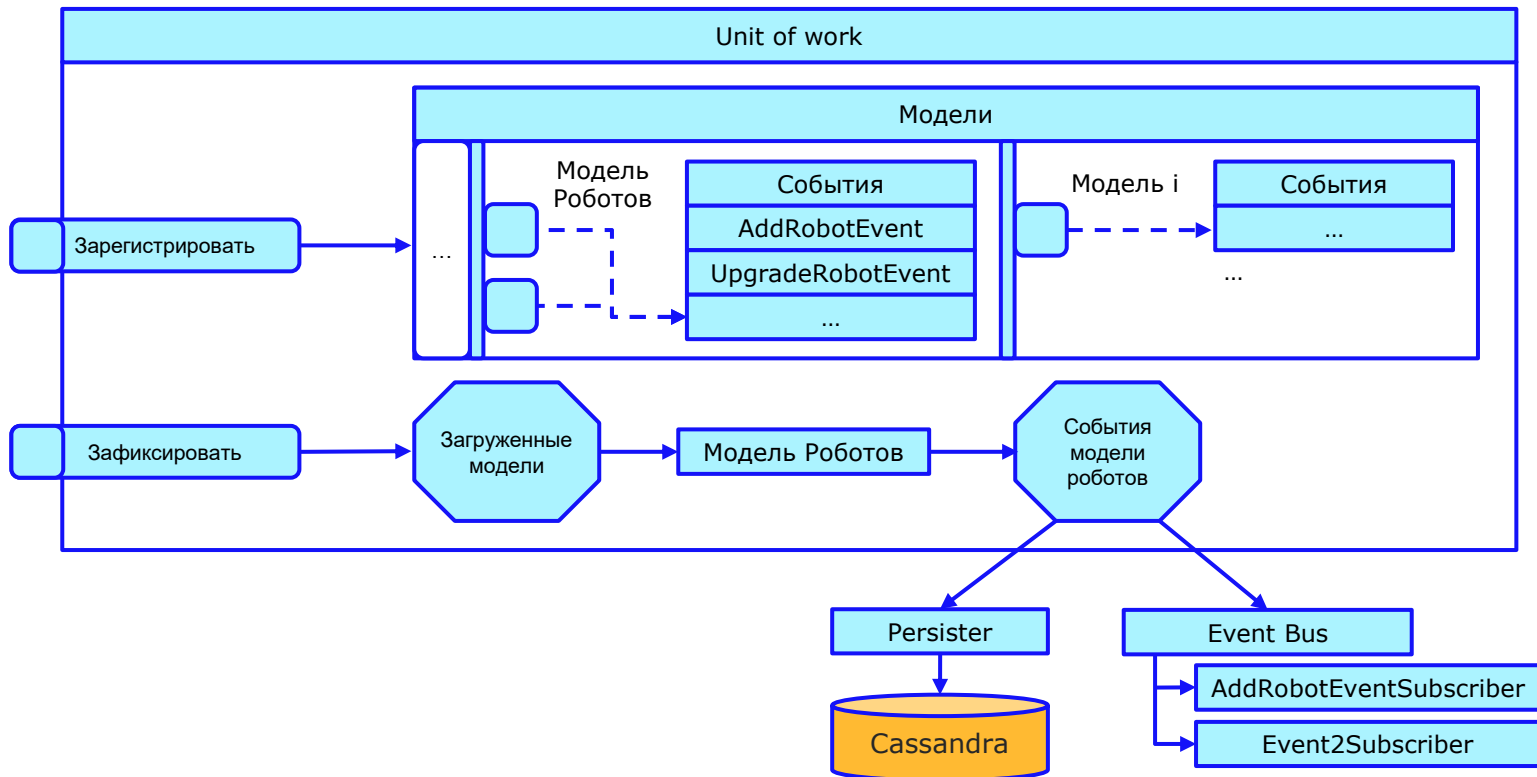 Unit of work
Модели
Модель
Роботов
События
AddRobotEvent
UpgradeRobotEvent
...
...
Модель i
События
...
...
Зарегистрировать
Зафиксировать
Загруженные
модели
Модель Роботов
События
модели
роботов
Persister
Event Bus
Cassandra
AddRobotEventSubscriber
Event2Subscriber